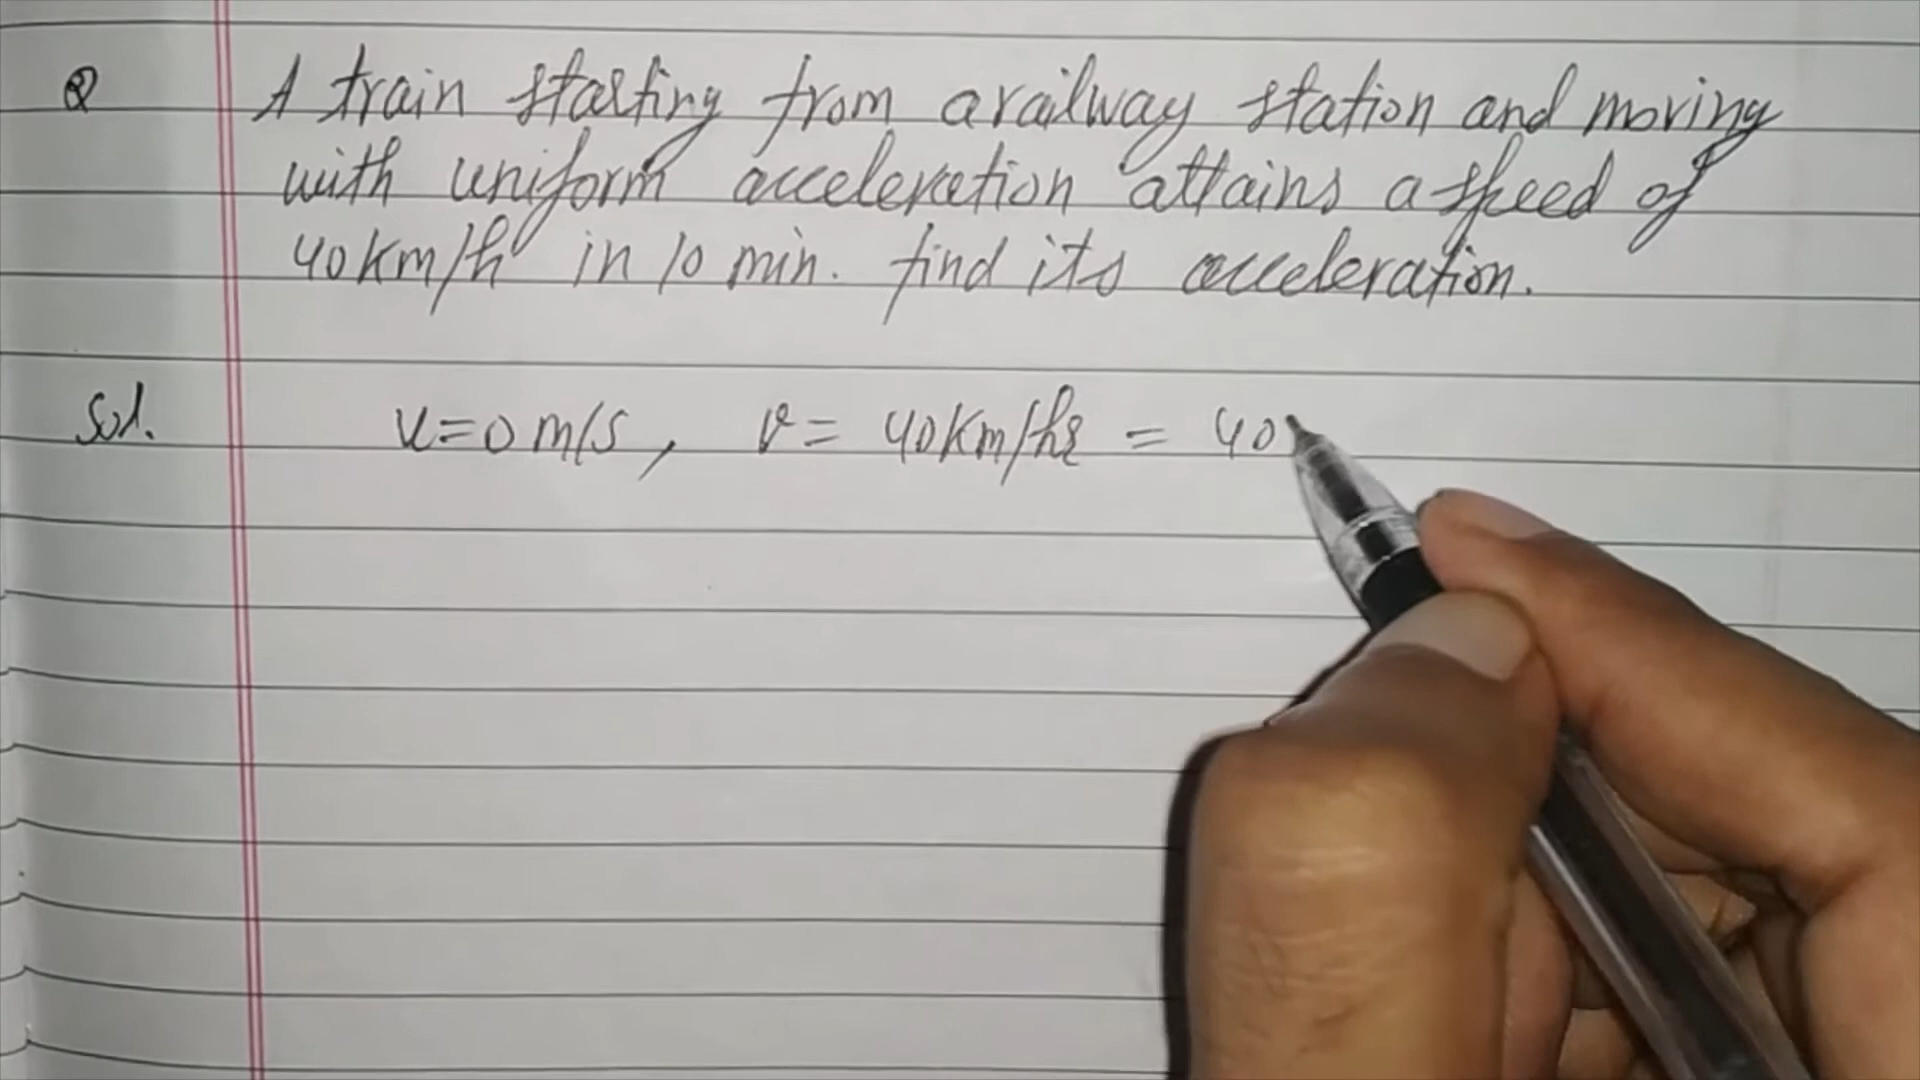 Q A train starting from a railway station and moving
with uniform acceleration attains a speed of
40km/h in 10 min. find its acceleration.
Sol. u=0 m/s, v= 40km/hr = 40